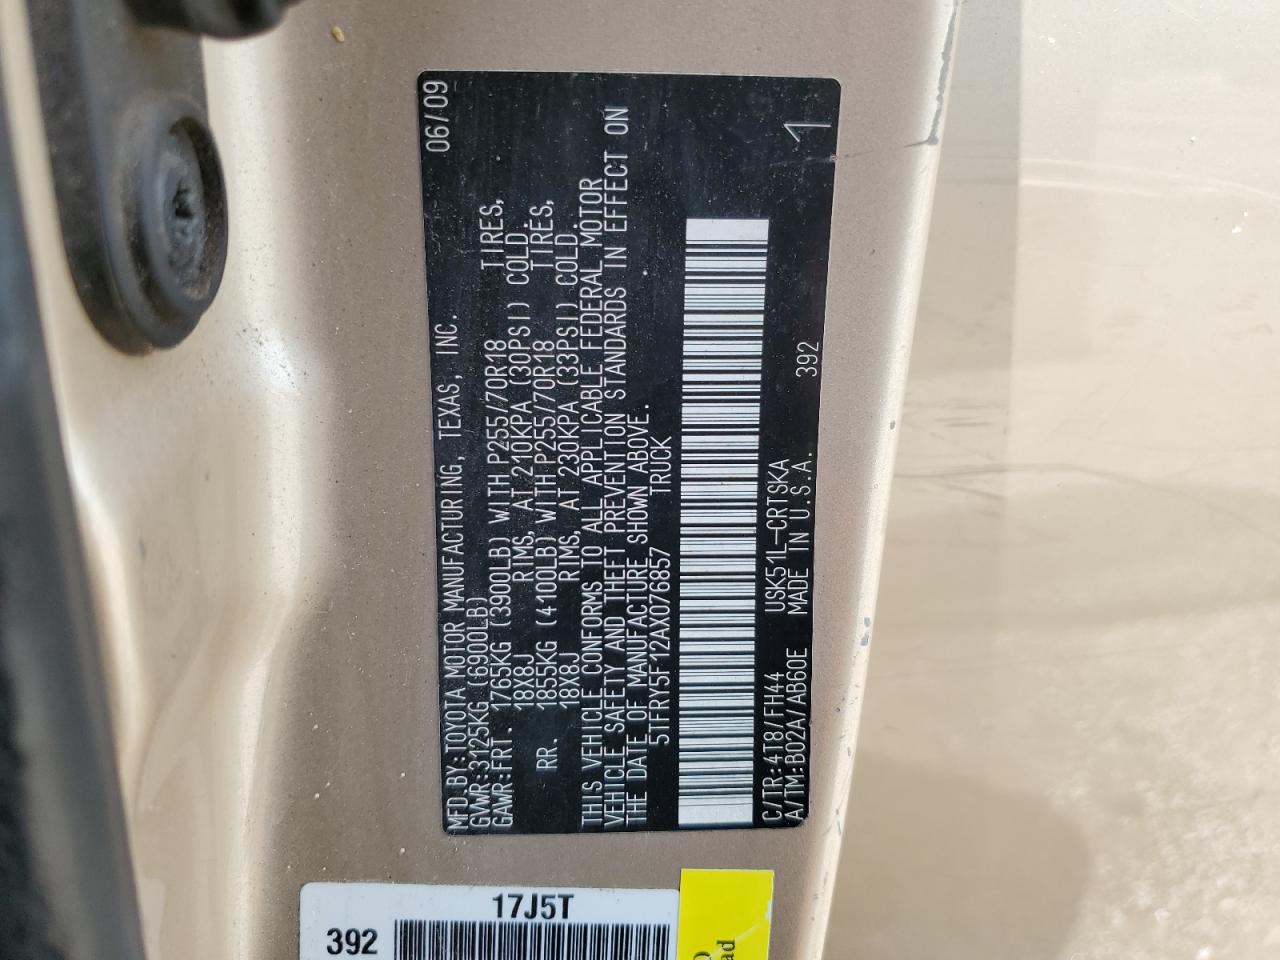 MFD.BY:TOYOTA MOTOR MANUFACTURING, TEXAS, INC. 06/09
GVWR:3125KG (6900LB)
GAWR:FRT. 1765KG (3900LB) WITH P255/70R18 TIRES,
18X8J RIMS, AT 210KPA (30PSI) COLD.
RR. 1855KG (4100LB) WITH P255/70R18 TIRES,
18X8J RIMS, AT 230KPA (33PSI) COLD.
THIS VEHICLE CONFORMS TO ALL APPLICABLE FEDERAL MOTOR
VEHICLE SAFETY AND THEFT PREVENTION STANDARDS IN EFFECT ON
THE DATE OF MANUFACTURE SHOWN ABOVE.
5TFRY5F12AX076857 TRUCK
C/TR:4T8/FH44 USK51L-CRTSKA
A/TM:B02A/AB60E MADE IN U.S.A. 392 1
17J5T
392